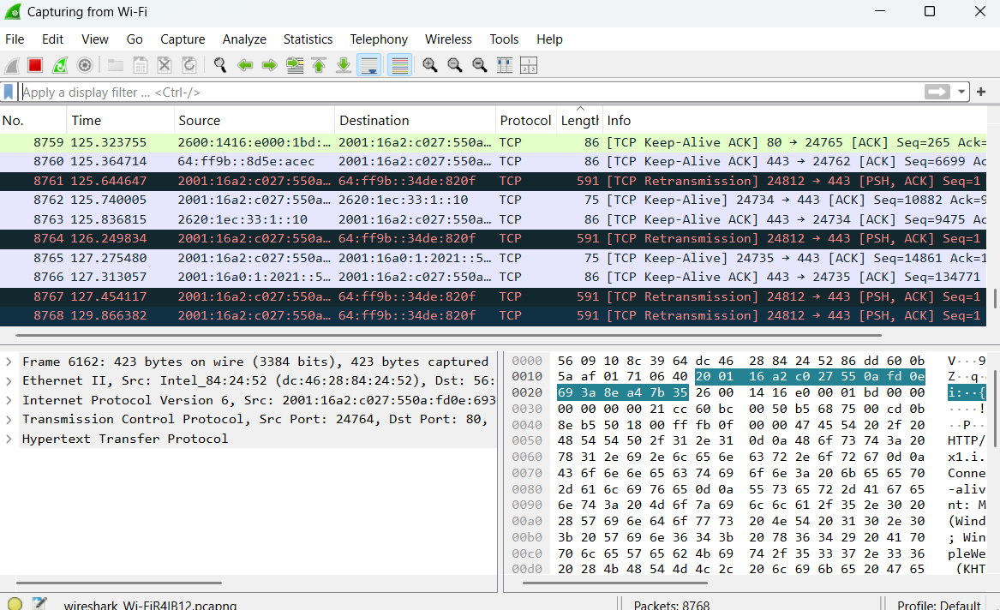 Capturing from Wi-Fi
File Edit View Go Capture Analyze Statistics Telephony Wireless Tools Help
Apply a display filter ... <Ctrl-/>
No. Time Source Destination Protocol Length Info
8759 125.323755 2600:1416:e000:1bd:… 2001:16a2:c027:550a… TCP 86 [TCP Keep-Alive ACK] 80 → 24765 [ACK] Seq=265 Ack=
8760 125.364714 64:ff9b::8d5e:acec 2001:16a2:c027:550a… TCP 86 [TCP Keep-Alive ACK] 443 → 24762 [ACK] Seq=6699 Ac
8761 125.644647 2001:16a2:c027:550a… 64:ff9b::34de:820f TCP 591 [TCP Retransmission] 24812 → 443 [PSH, ACK] Seq=1
8762 125.740005 2001:16a2:c027:550a… 2620:1ec:33:1::10 TCP 75 [TCP Keep-Alive] 24734 → 443 [ACK] Seq=10882 Ack=9
8763 125.836815 2620:1ec:33:1::10 2001:16a2:c027:550a… TCP 86 [TCP Keep-Alive ACK] 443 → 24734 [ACK] Seq=9475 Ac
8764 126.249834 2001:16a2:c027:550a… 64:ff9b::34de:820f TCP 591 [TCP Retransmission] 24812 → 443 [PSH, ACK] Seq=1
8765 127.275480 2001:16a2:c027:550a… 2001:16a0:1:2021::5… TCP 75 [TCP Keep-Alive] 24735 → 443 [ACK] Seq=14861 Ack=1
8766 127.313057 2001:16a0:1:2021::5… 2001:16a2:c027:550a… TCP 86 [TCP Keep-Alive ACK] 443 → 24735 [ACK] Seq=134771
8767 127.454117 2001:16a2:c027:550a… 64:ff9b::34de:820f TCP 591 [TCP Retransmission] 24812 → 443 [PSH, ACK] Seq=1
8768 129.866382 2001:16a2:c027:550a… 64:ff9b::34de:820f TCP 591 [TCP Retransmission] 24812 → 443 [PSH, ACK] Seq=1
Frame 6162: 423 bytes on wire (3384 bits), 423 bytes captured
Ethernet II, Src: Intel_84:24:52 (dc:46:28:84:24:52), Dst: 56:
Internet Protocol Version 6, Src: 2001:16a2:c027:550a:fd0e:693
Transmission Control Protocol, Src Port: 24764, Dst Port: 80,
Hypertext Transfer Protocol
0000 56 09 10 8c 39 64 dc 46 28 84 24 52 86 dd 60 0b V···9
0010 5a af 01 71 06 40 20 01 16 a2 c0 27 55 0a fd 0e Z··q·
0020 69 3a 8e a4 7b 35 26 00 14 16 e0 00 01 bd 00 00 i:··{
0030 00 00 00 00 21 cc 60 bc 00 50 b5 68 75 00 cd 0b ····!
0040 8e b5 50 18 00 ff fb 0f 00 00 47 45 54 20 2f 20 ··P··
0050 48 54 54 50 2f 31 2e 31 0d 0a 48 6f 73 74 3a 20 HTTP/
0060 78 31 2e 69 2e 6c 65 6e 63 72 2e 6f 72 67 0d 0a x1.i.
0070 43 6f 6e 6e 65 63 74 69 6f 6e 3a 20 6b 65 65 70 Conne
0080 2d 61 6c 69 76 65 0d 0a 55 73 65 72 2d 41 67 65 -aliv
0090 6e 74 3a 20 4d 6f 7a 69 6c 6c 61 2f 35 2e 30 20 nt: M
00a0 28 57 69 6e 64 6f 77 73 20 4e 54 20 31 30 2e 30 (Wind
00b0 3b 20 57 69 6e 36 34 3b 20 78 36 34 29 20 41 70 ; Win
00c0 70 6c 65 57 65 62 4b 69 74 2f 35 33 37 2e 33 36 pleWe
00d0 20 28 4b 48 54 4d 4c 2c 20 6c 69 6b 65 20 47 65 (KHT
wireshark_Wi-FiR4IB12.pcapng Packets: 8768 Profile: Default